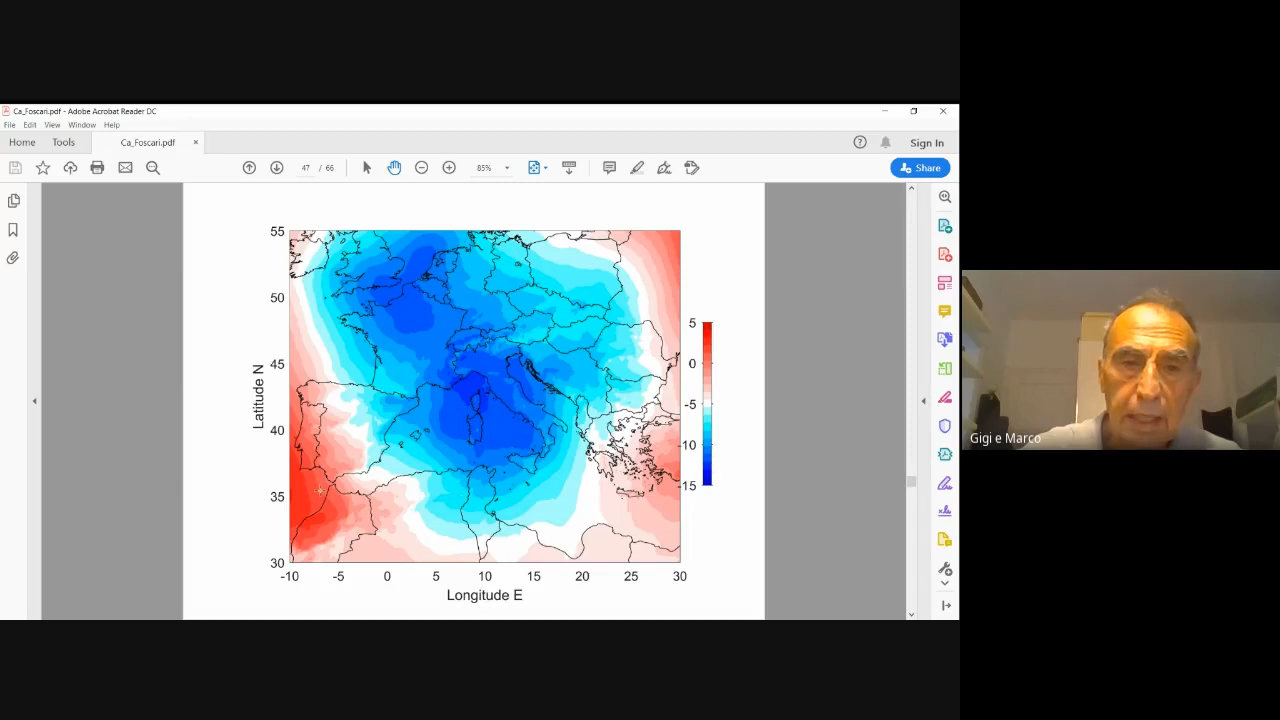 Ca_Foscari.pdf - Adobe Acrobat Reader DC
File Edit View Window Help
Home Tools Ca_Foscari.pdf × Sign In
47 / 66 85% Share
55
50
45
40
35
30
Latitude N
-10 -5 0 5 10 15 20 25 30
Longitude E
5
0
-5
-10
-15
Gigi e Marco